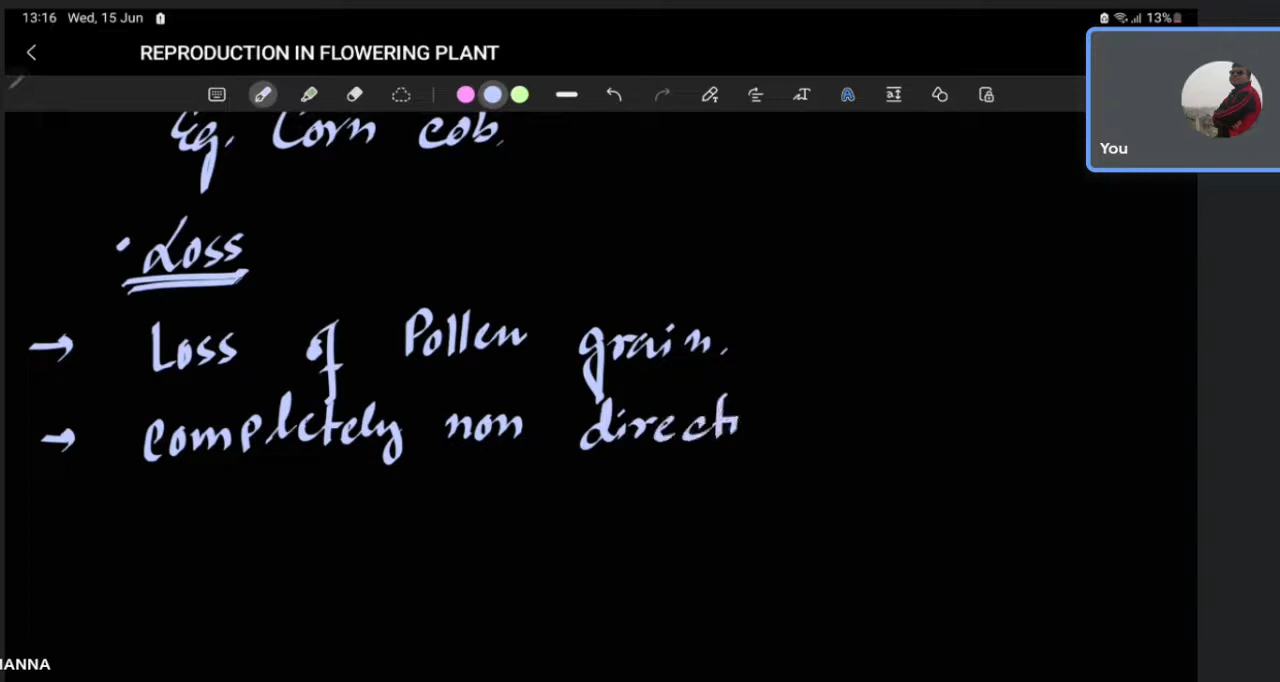 13:16 Wed, 15 Jun
13%
REPRODUCTION IN FLOWERING PLANT
Eg. Corn cob.
You
• Loss
→ Loss of Pollen grain.
→ completely non direct
IANNA